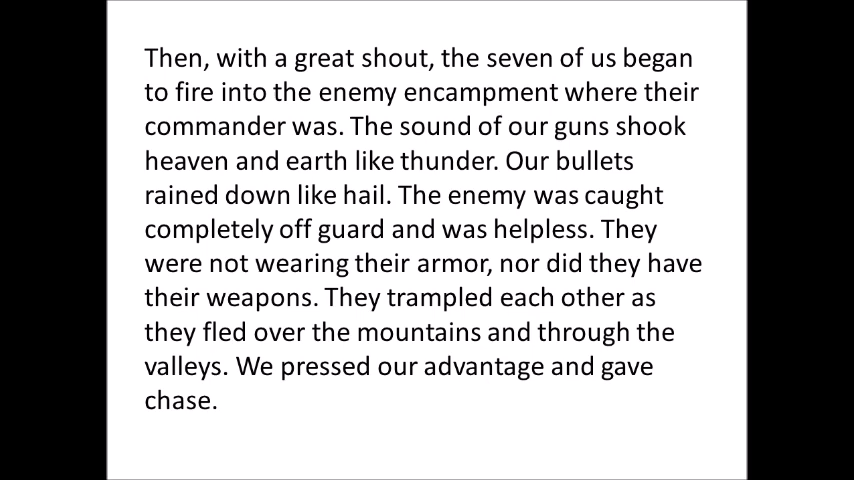 Then, with a great shout, the seven of us began
to fire into the enemy encampment where their
commander was. The sound of our guns shook
heaven and earth like thunder. Our bullets
rained down like hail. The enemy was caught
completely off guard and was helpless. They
were not wearing their armor, nor did they have
their weapons. They trampled each other as
they fled over the mountains and through the
valleys. We pressed our advantage and gave
chase.